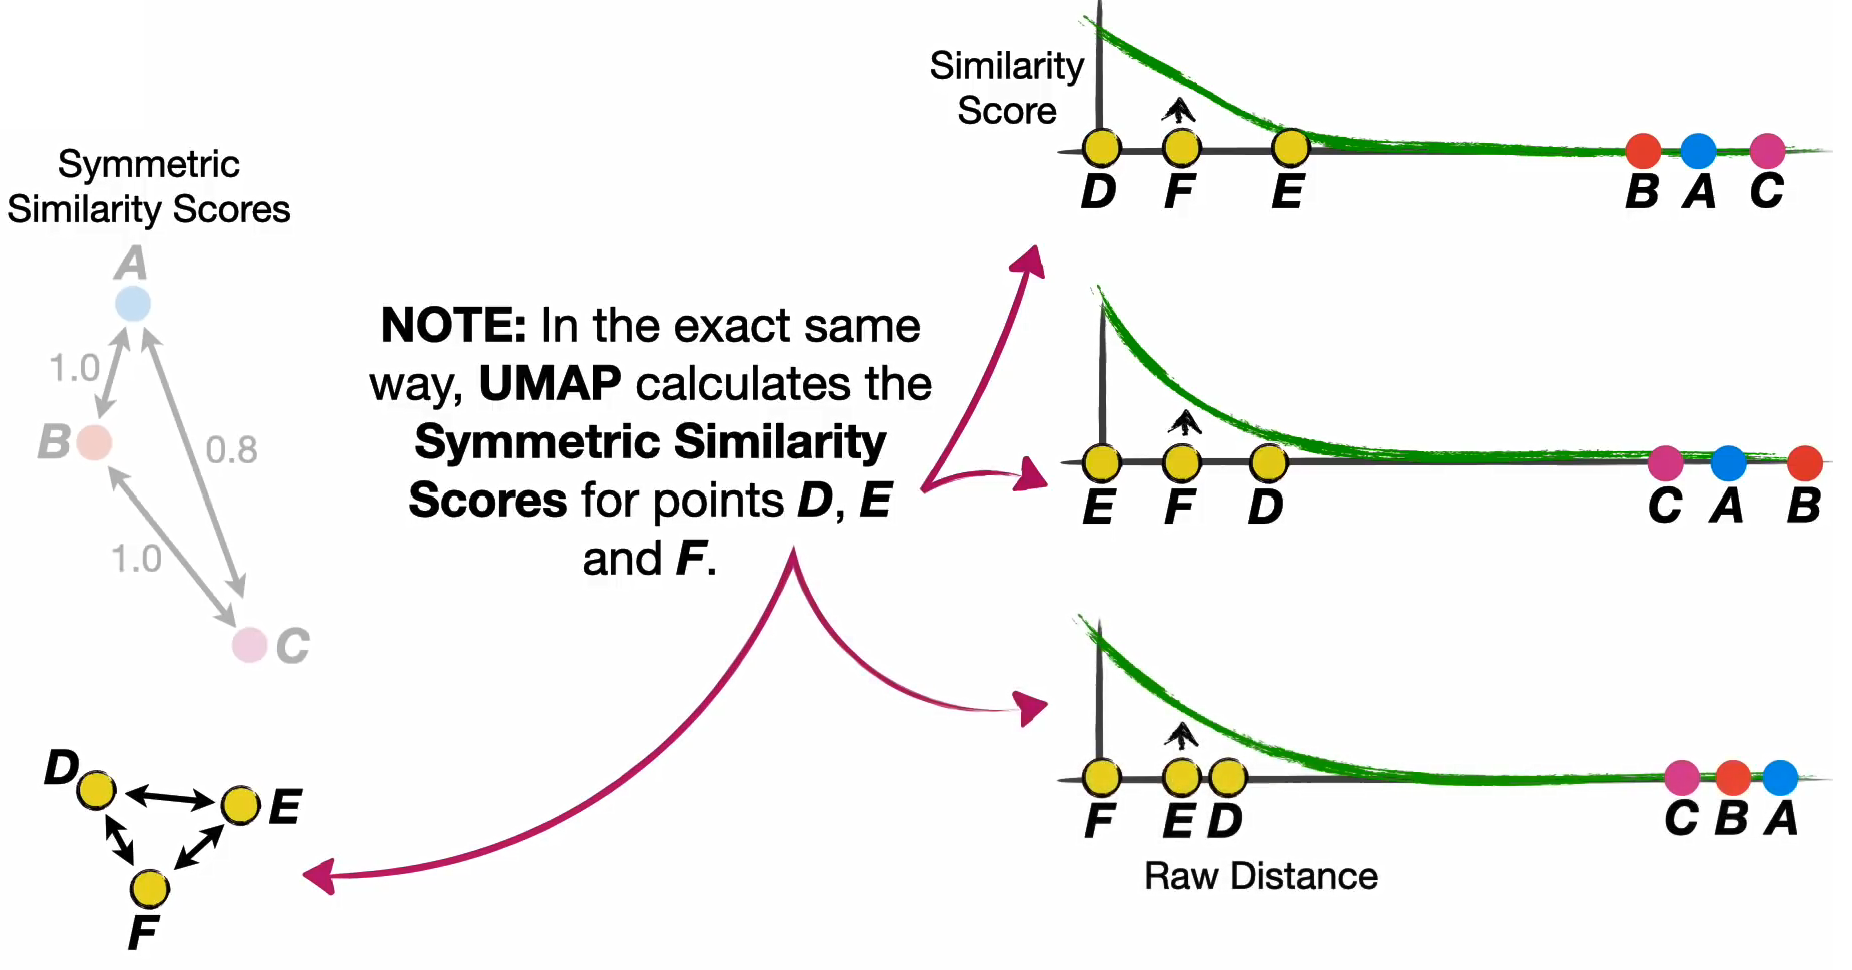 Symmetric
Similarity Scores
A
1.0
B
0.8
1.0
C
D
E
F
NOTE: In the exact same
way, UMAP calculates the
Symmetric Similarity
Scores for points D, E
and F.
Similarity
Score
D F E B A C
E F D C A B
F E D C B A
Raw Distance